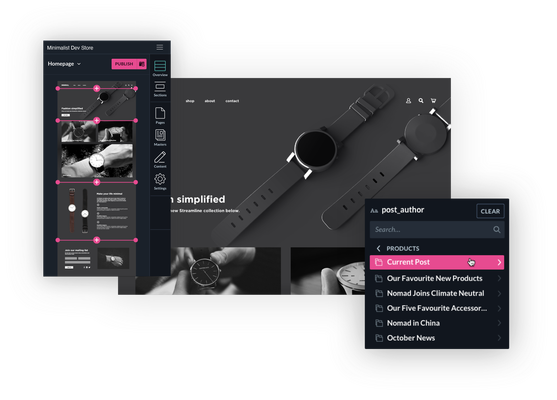 Minimalist Dev Store
Homepage
PUBLISH
Overview
Sections
Pages
Masters
Content
Settings
shop about contact
simplified
new Streamline collection below.
Aa post_author
CLEAR
Search...
PRODUCTS
Current Post
Our Favourite New Products
Nomad Joins Climate Neutral
Our Five Favourite Accessor...
Nomad in China
October News